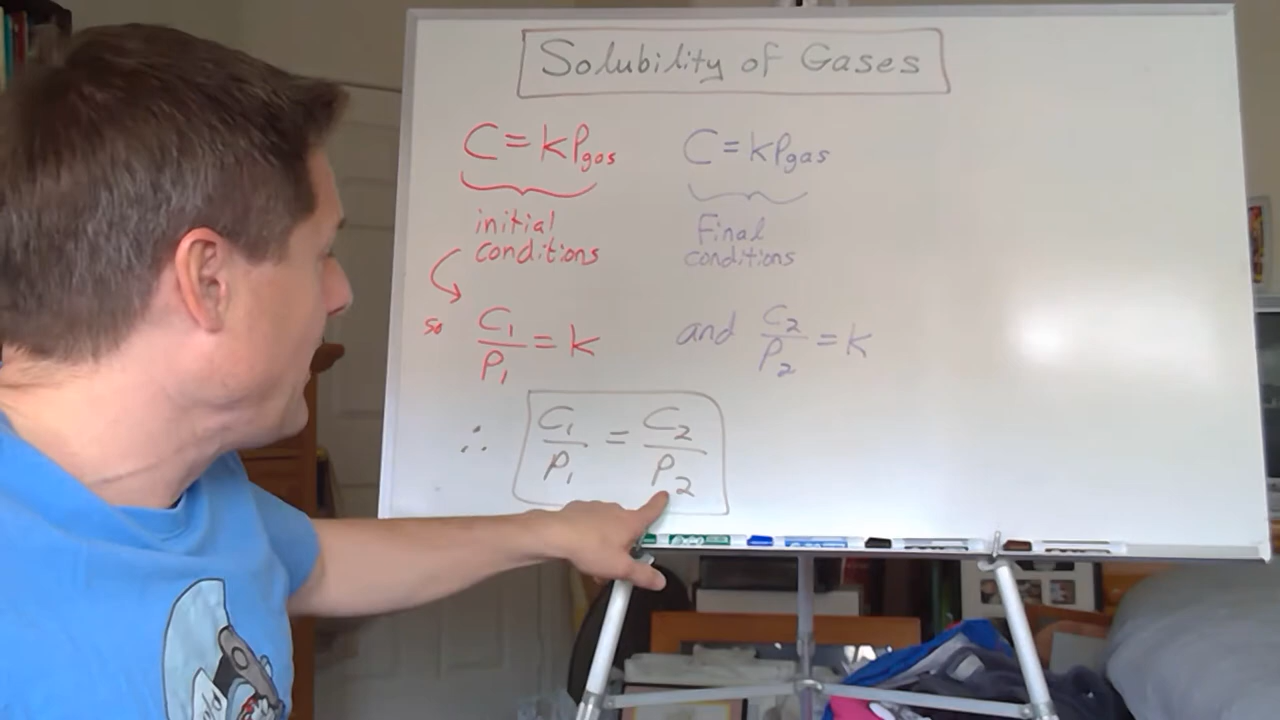 Solubility of Gases
C = kPgas
C = kPgas
initial
conditions
Final
conditions
so C₁/P₁ = k
and C₂/P₂ = k
∴ C₁/P₁ = C₂/P₂